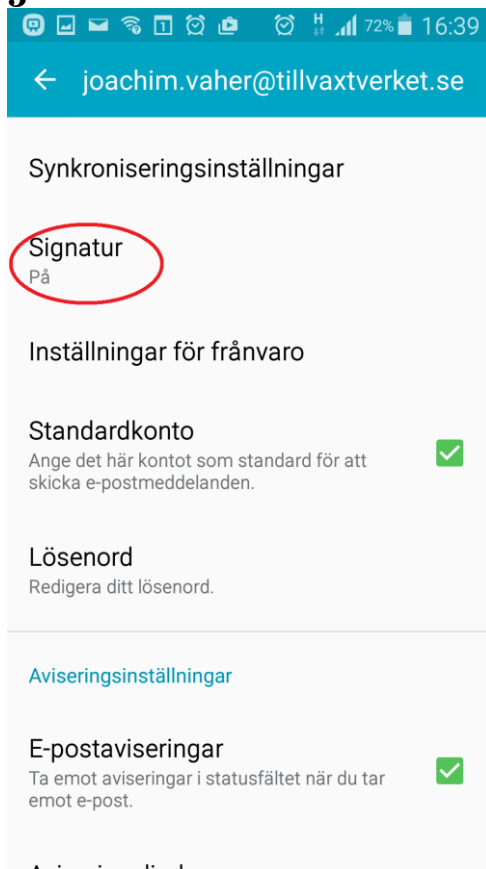 72% 16:39
joachim.vaher@tillvaxtverket.se
Synkroniseringsinställningar
Signatur
På
Inställningar för frånvaro
Standardkonto
Ange det här kontot som standard för att
skicka e-postmeddelanden.
Lösenord
Redigera ditt lösenord.
Aviseringsinställningar
E-postaviseringar
Ta emot aviseringar i statusfältet när du tar
emot e-post.